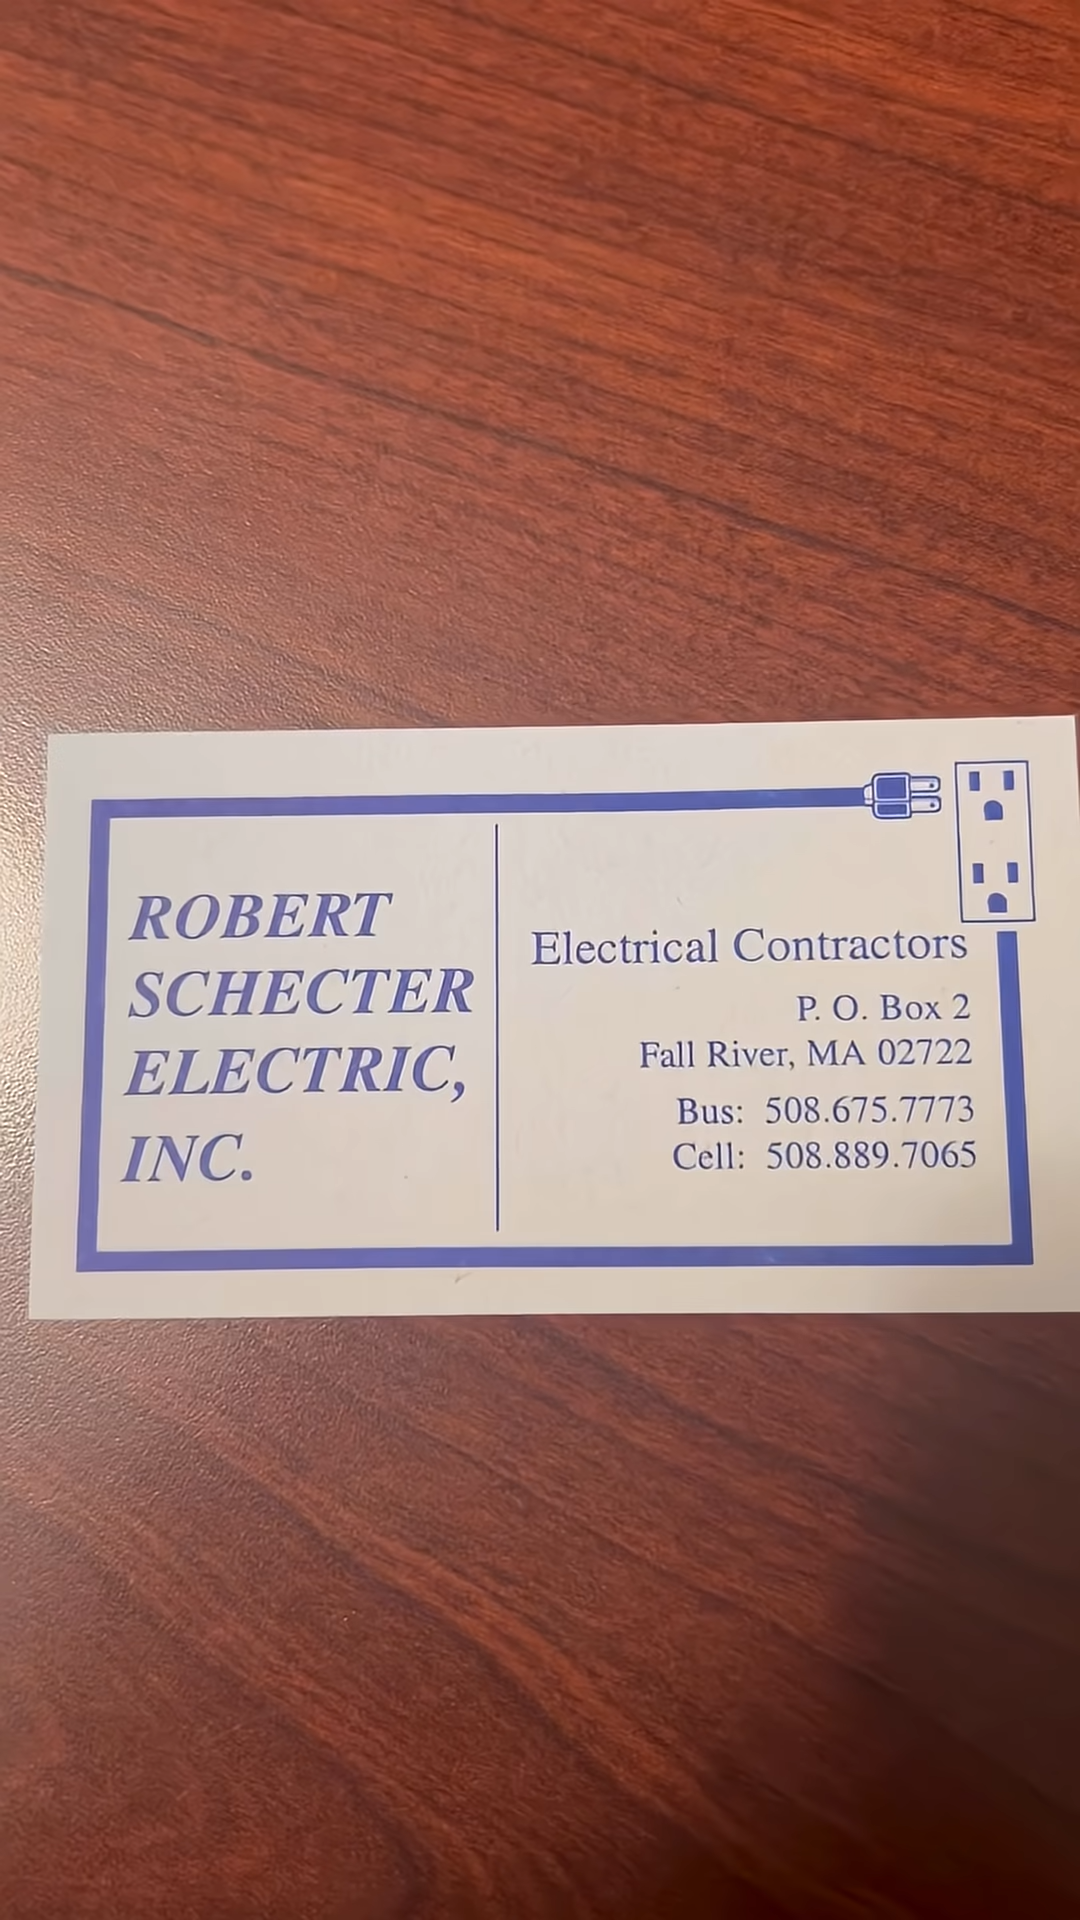 ROBERT
SCHECTER
ELECTRIC,
INC.
Electrical Contractors
P. O. Box 2
Fall River, MA 02722
Bus: 508.675.7773
Cell: 508.889.7065